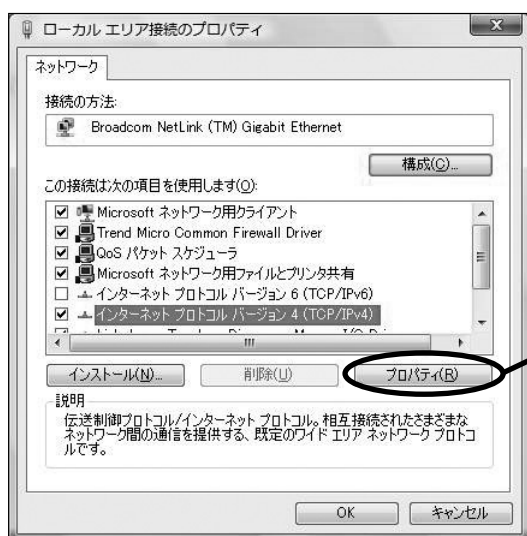 ローカル エリア接続のプロパティ
ネットワーク
接続の方法:
Broadcom NetLink (TM) Gigabit Ethernet
構成(C)...
この接続は次の項目を使用します(O):
Microsoft ネットワーク用クライアント
Trend Micro Common Firewall Driver
QoS パケット スケジューラ
Microsoft ネットワーク用ファイルとプリンタ共有
インターネット プロトコル バージョン 6 (TCP/IPv6)
インターネット プロトコル バージョン 4 (TCP/IPv4)
インストール(N)...
削除(U)
プロパティ(R)
説明
伝送制御プロトコル/インターネット プロトコル。相互接続されたさまざまな
ネットワーク間の通信を提供する、既定のワイド エリア ネットワーク プロトコ
ルです。
OK
キャンセル